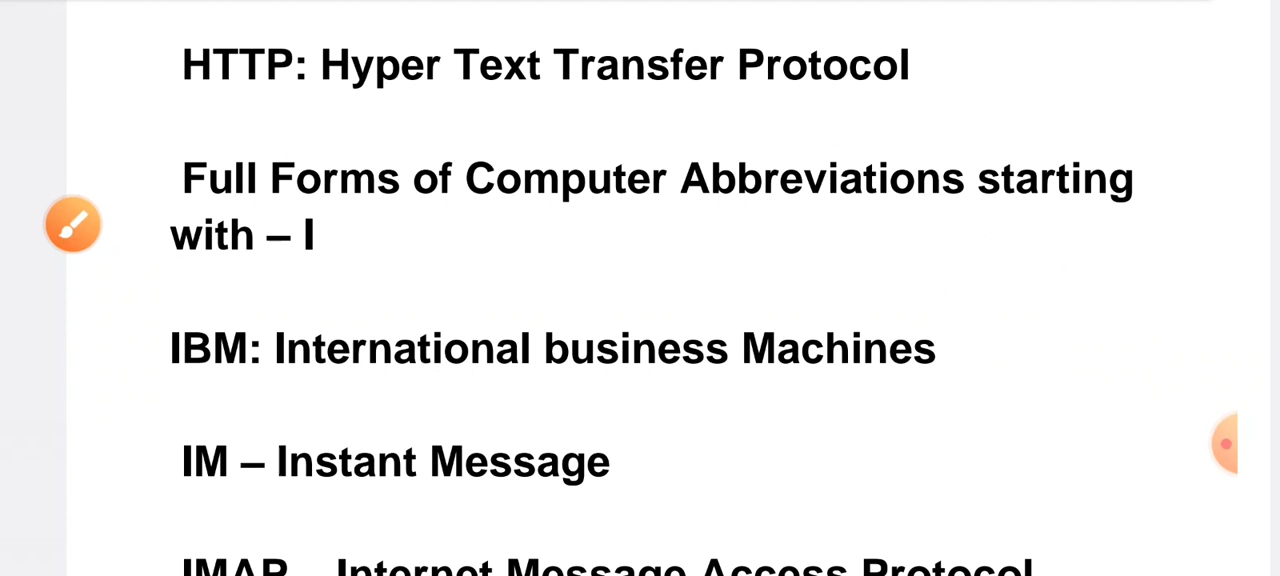 HTTP: Hyper Text Transfer Protocol
Full Forms of Computer Abbreviations starting
with – I
IBM: International business Machines
IM – Instant Message
IMAP – Internet Message Access Protocol